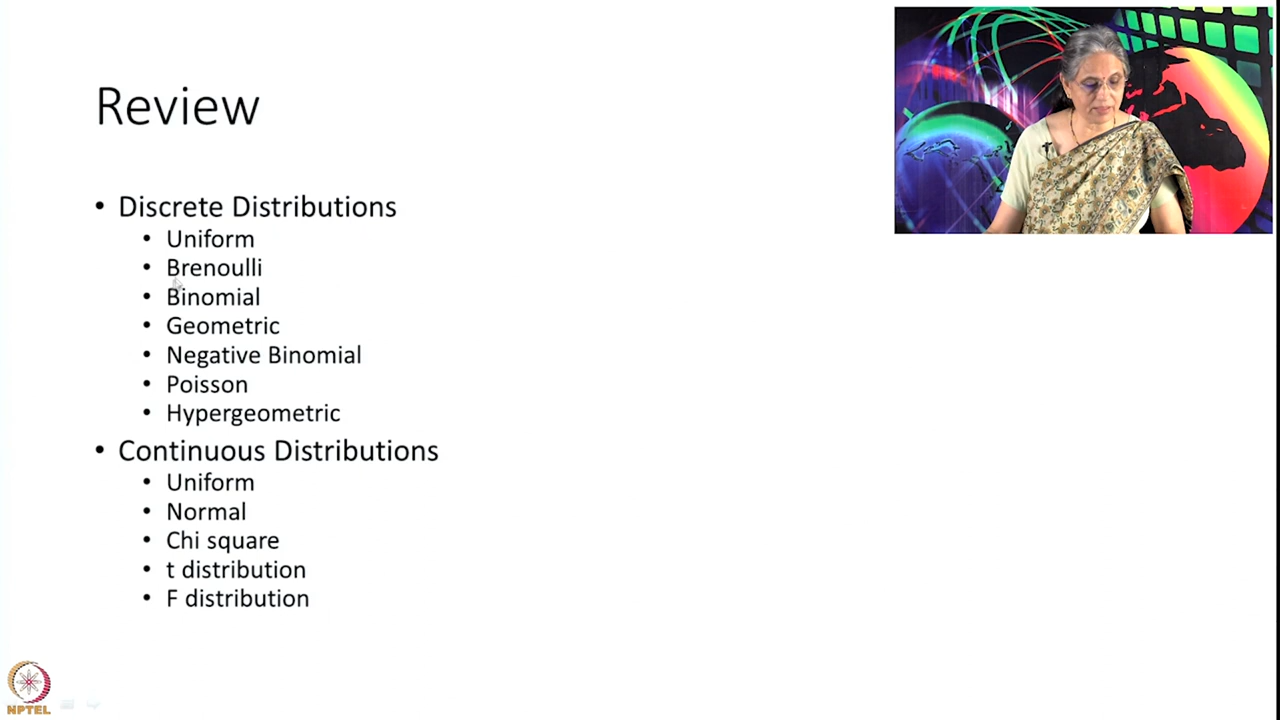 Review
• Discrete Distributions
• Uniform
• Brenoulli
• Binomial
• Geometric
• Negative Binomial
• Poisson
• Hypergeometric
• Continuous Distributions
• Uniform
• Normal
• Chi square
• t distribution
• F distribution
NPTEL